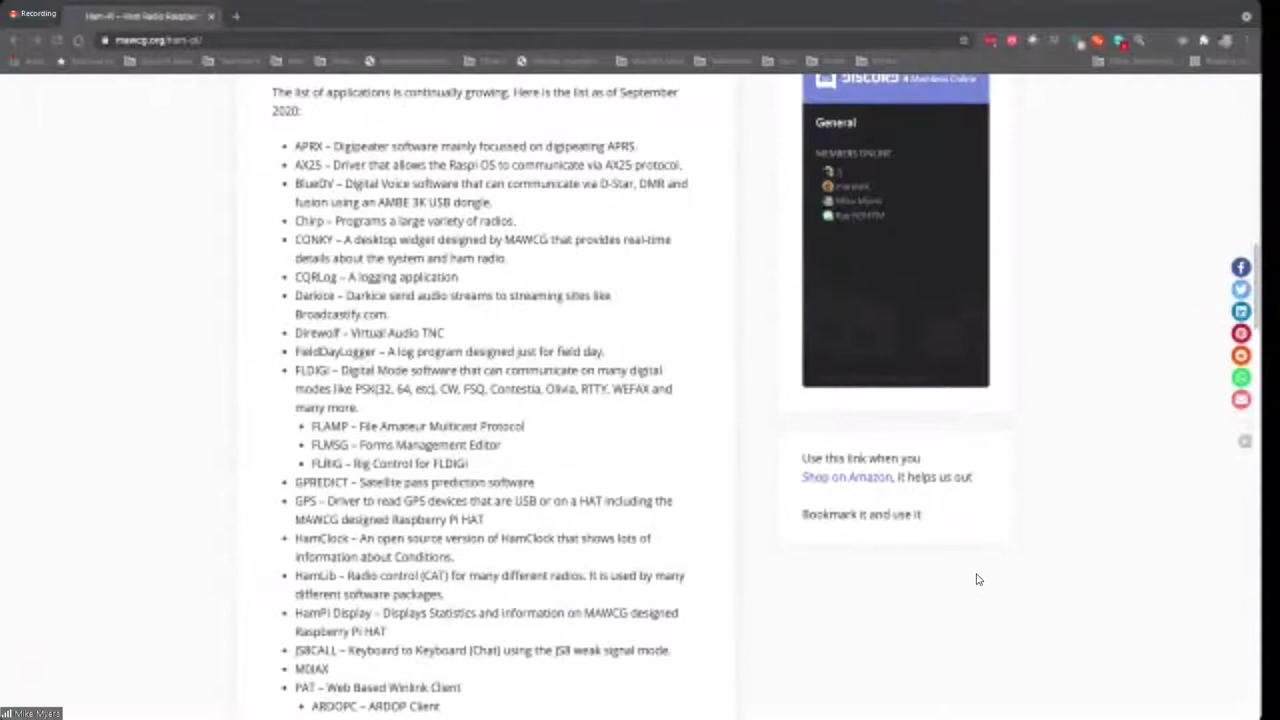 Recording
Ham-Pi – Ham Radio Raspber
mawcg.org/ham-pi/
The list of applications is continually growing. Here is the list as of September
2020:
APRX – Digipeater software mainly focussed on digipeating APRS.
AX25 – Driver that allows the Raspi OS to communicate via AX25 protocol.
BlueDV – Digital Voice software that can communicate via D-Star, DMR and
fusion using an AMBE 3K USB dongle.
Chirp – Programs a large variety of radios.
CONKY – A desktop widget designed by MAWCG that provides real-time
details about the system and ham radio.
CQRLog – A logging application
Darkice – Darkice send audio streams to streaming sites like
Broadcastify.com.
Direwolf – Virtual Audio TNC
FieldDayLogger – A log program designed just for field day.
FLDIGI – Digital Mode software that can communicate on many digital
modes like PSK(32, 64, etc), CW, FSQ, Contestia, Olivia, RTTY, WEFAX and
many more.
FLAMP – File Amateur Multicast Protocol
FLMSG – Forms Management Editor
FLRIG – Rig Control for FLDIGI
GPREDICT – Satellite pass prediction software
GPS – Driver to read GPS devices that are USB or on a HAT including the
MAWCG designed Raspberry Pi HAT
HamClock – An open source version of HamClock that shows lots of
information about Conditions.
HamLib – Radio control (CAT) for many different radios. It is used by many
different software packages.
HamPi Display – Displays Statistics and information on MAWCG designed
Raspberry Pi HAT
JS8CALL – Keyboard to Keyboard (Chat) using the JS8 weak signal mode.
PAT – Web Based Winlink Client
ARDOPC – ARDOP Client
DISCORD 4 Members Online
General
MEMBERS ONLINE
Mike Myers
Use this link when you
Shop on Amazon, it helps us out
Bookmark it and use it
Mike Myers